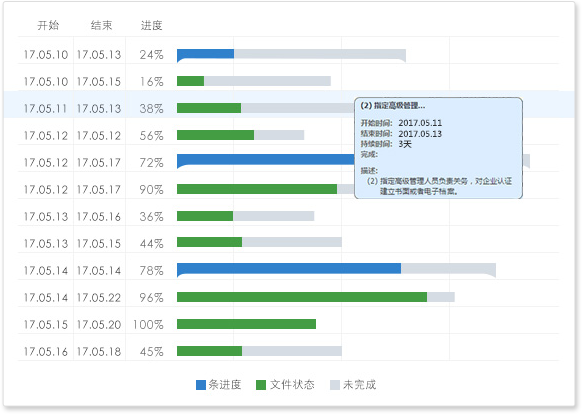 开始 结束 进度
17.05.10 17.05.13 24%
17.05.10 17.05.15 16%
17.05.11 17.05.13 38%
17.05.12 17.05.12 56%
17.05.12 17.05.17 72%
17.05.12 17.05.17 90%
17.05.13 17.05.16 36%
17.05.13 17.05.15 44%
17.05.14 17.05.14 78%
17.05.14 17.05.22 96%
17.05.15 17.05.20 100%
17.05.16 17.05.18 45%
(2) 指定高级管理...
开始时间: 2017.05.11
结束时间: 2017.05.13
持续时间: 3天
完成:
描述:
(2) 指定高级管理人员负责关务，对企业认证
建立书面或者电子档案。
条进度 文件状态 未完成